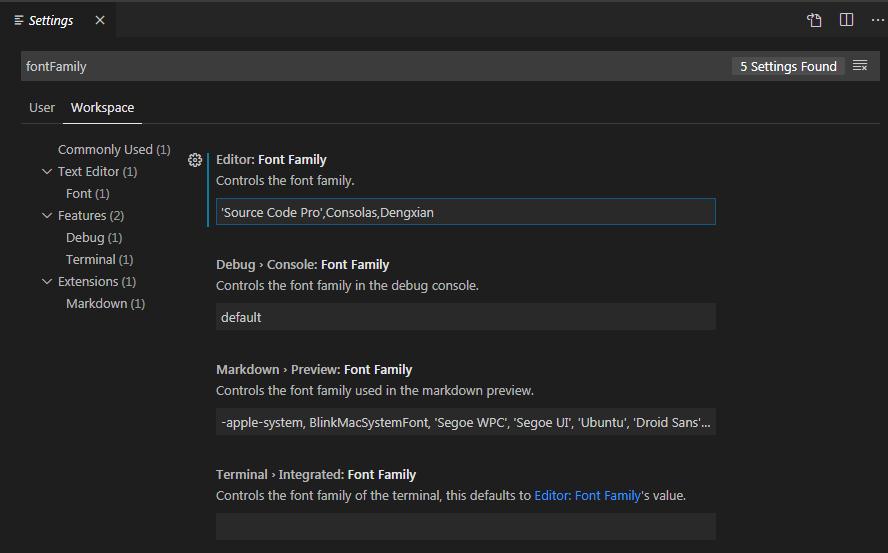 Settings
fontFamily
5 Settings Found
User Workspace
Commonly Used (1)
Text Editor (1)
Font (1)
Features (2)
Debug (1)
Terminal (1)
Extensions (1)
Markdown (1)
Editor: Font Family
Controls the font family.
'Source Code Pro',Consolas,Dengxian
Debug › Console: Font Family
Controls the font family in the debug console.
default
Markdown › Preview: Font Family
Controls the font family used in the markdown preview.
-apple-system, BlinkMacSystemFont, 'Segoe WPC', 'Segoe UI', 'Ubuntu', 'Droid Sans'...
Terminal › Integrated: Font Family
Controls the font family of the terminal, this defaults to Editor: Font Family's value.